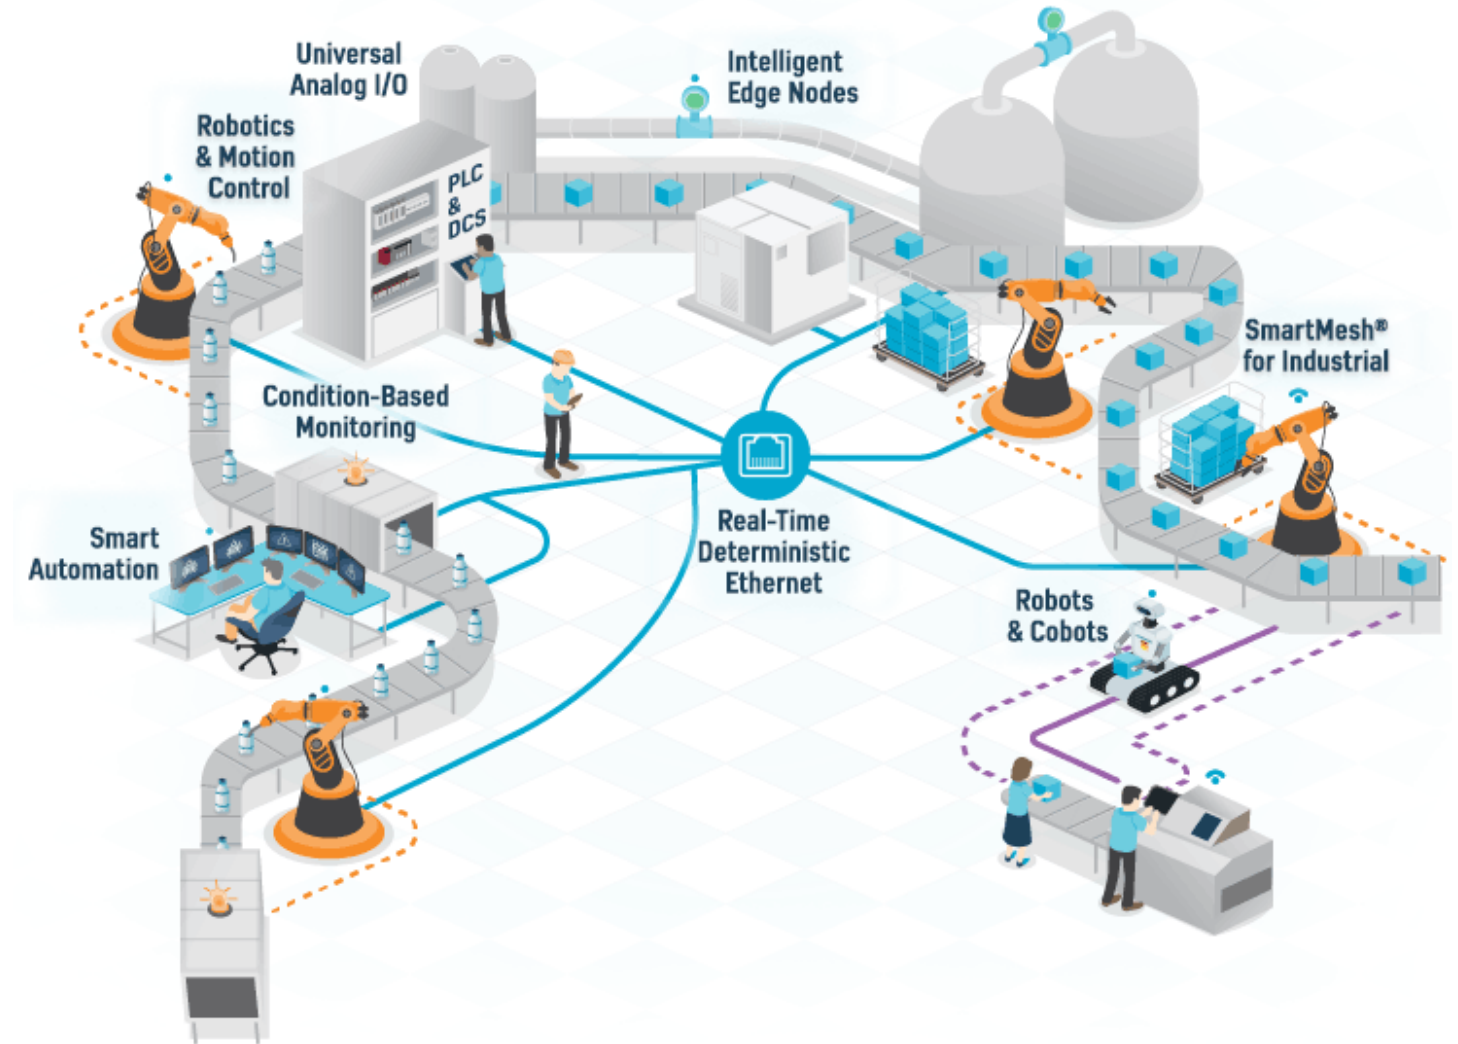 Universal
Analog I/O
Intelligent
Edge Nodes
Robotics
& Motion
Control
PLC
&
DCS
SmartMesh®
for Industrial
Condition-Based
Monitoring
Real-Time
Deterministic
Ethernet
Smart
Automation
Robots
& Cobots